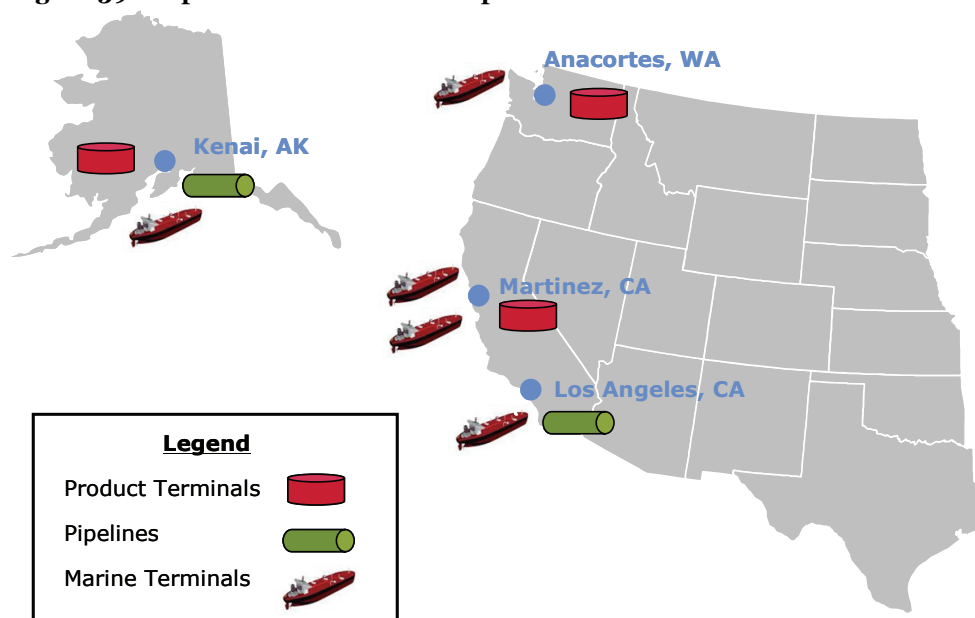 Anacortes, WA
Kenai, AK
Martinez, CA
Los Angeles, CA
Legend
Product Terminals
Pipelines
Marine Terminals